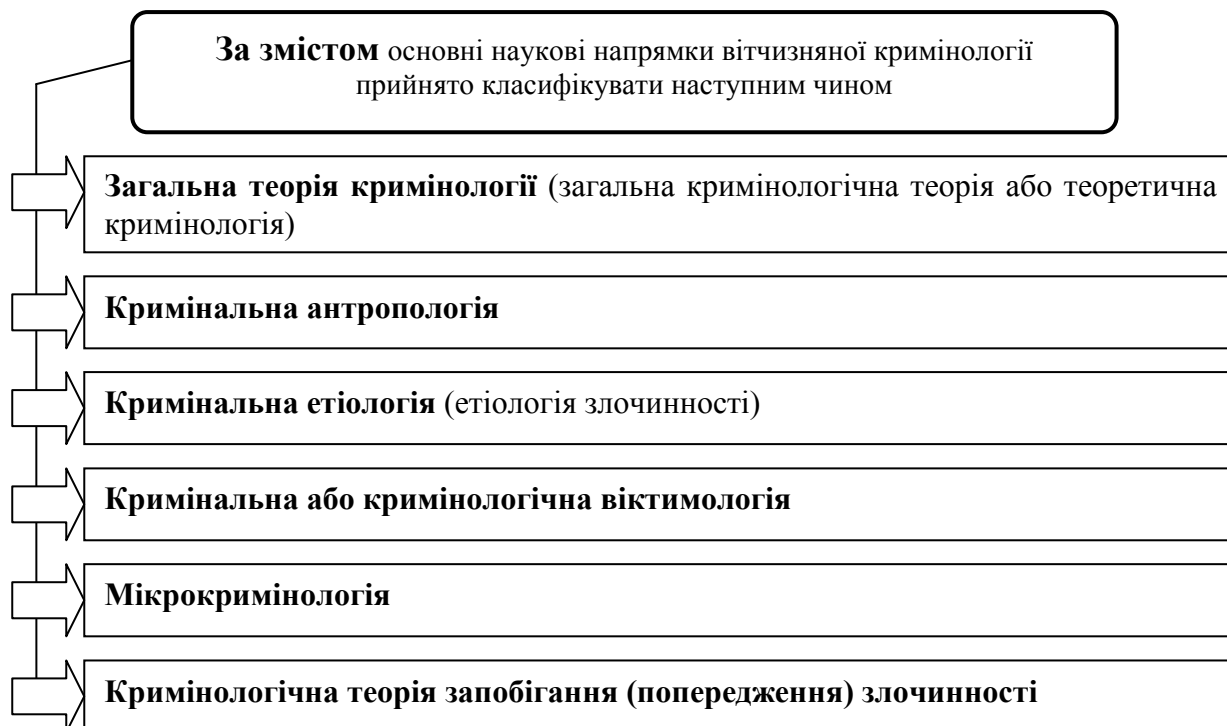 За змістом основні наукові напрямки вітчизняної кримінології
прийнято класифікувати наступним чином
Загальна теорія кримінології (загальна кримінологічна теорія або теоретична
кримінологія)
Кримінальна антропологія
Кримінальна етіологія (етіологія злочинності)
Кримінальна або кримінологічна віктимологія
Мікрокримінологія
Кримінологічна теорія запобігання (попередження) злочинності